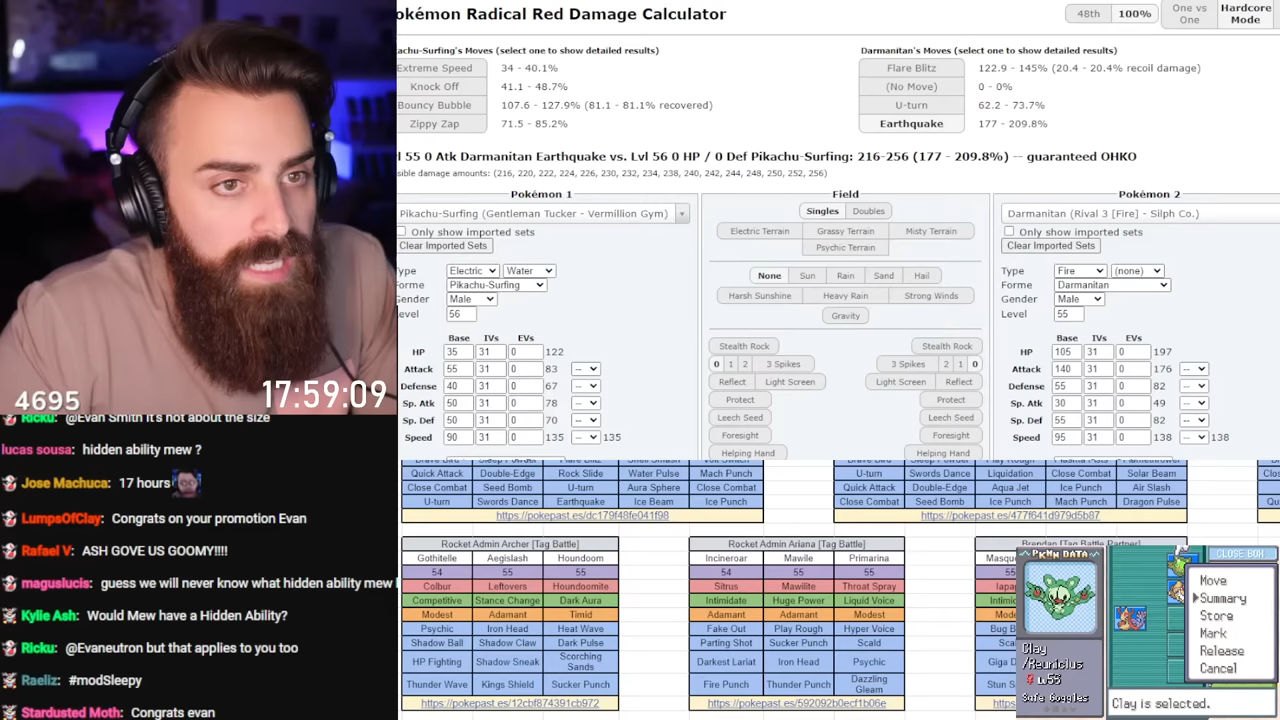 okémon Radical Red Damage Calculator
48th 100%
One vs One
Hardcore Mode
kachu-Surfing's Moves (select one to show detailed results)
Extreme Speed 34 - 40.1%
Knock Off 41.1 - 48.7%
Bouncy Bubble 107.6 - 127.9% (81.1 - 81.1% recovered)
Zippy Zap 71.5 - 85.2%
Darmanitan's Moves (select one to show detailed results)
Flare Blitz 122.9 - 145% (20.4 - 20.4% recoil damage)
(No Move) 0 - 0%
U-turn 62.2 - 73.7%
Earthquake 177 - 209.8%
l 55 0 Atk Darmanitan Earthquake vs. Lvl 56 0 HP / 0 Def Pikachu-Surfing: 216-256 (177 - 209.8%) -- guaranteed OHKO
sible damage amounts: (216, 220, 222, 224, 226, 230, 232, 234, 238, 240, 242, 244, 248, 250, 252, 256)
Pokémon 1
Pikachu-Surfing (Gentleman Tucker - Vermillion Gym)
Only show imported sets
Clear Imported Sets
Type Electric Water
Forme Pikachu-Surfing
Gender Male
Level 56
Base IVs EVs
HP 35 31 0 122
Attack 55 31 0 83 --
Defense 40 31 0 67 --
Sp. Atk 50 31 0 78 --
Sp. Def 50 31 0 70 --
Speed 90 31 0 135 -- 135
Field
Singles Doubles
Electric Terrain Grassy Terrain Misty Terrain
Psychic Terrain
None Sun Rain Sand Hail
Harsh Sunshine Heavy Rain Strong Winds
Gravity
Stealth Rock Stealth Rock
0 1 2 3 Spikes 3 Spikes 2 1 0
Reflect Light Screen Light Screen Reflect
Protect Protect
Leech Seed Leech Seed
Foresight Foresight
Helping Hand Helping Hand
Pokémon 2
Darmanitan (Rival 3 [Fire] - Silph Co.)
Only show imported sets
Clear Imported Sets
Type Fire (none)
Forme Darmanitan
Gender Male
Level 55
Base IVs EVs
HP 105 31 0 197
Attack 140 31 0 176 --
Defense 55 31 0 82 --
Sp. Atk 30 31 0 49 --
Sp. Def 55 31 0 82 --
Speed 95 31 0 138 -- 138
4695
17:59:09
Ricku: @Evan Smith it's not about the size
lucas sousa: hidden ability mew ?
Jose Machuca: 17 hours
LumpsOfClay: Congrats on your promotion Evan
Rafael V: ASH LOVE US GOOMY!!!!
maguslucis: guess we will never know what hidden ability mew
Kylie Ash: Does Mew have a Hidden Ability?
Raeliz: #modSleepy
Stardusted Moth: Congrats evan
Quick Attack Double-Edge Rock Slide Water Pulse Mach Punch
Close Combat Seed Bomb U-turn Aura Sphere Close Combat
U-turn Swords Dance Earthquake Ice Beam Ice Punch
https://pokepast.es/dc179f48fe041f98
U-turn Swords Dance Liquidation Close Combat Solar Beam
Quick Attack Double-Edge Aqua Jet Ice Punch Air Slash
Close Combat Seed Bomb Ice Punch Mach Punch Dragon Pulse
https://pokepast.es/477f641d979d5b87
Rocket Admin Archer [Tag Battle]
Gothitelle Aegislash Houndoom
54 55 55
Colbur Leftovers Houndoomite
Competitive Stance Change Dark Aura
Modest Adamant Timid
Psychic Iron Head Heat Wave
Shadow Ball Shadow Claw Dark Pulse
HP Fighting Shadow Sneak Scorching Sands
Thunder Wave Kings Shield Sucker Punch
https://pokepast.es/12cbf874391cb972
Rocket Admin Ariana [Tag Battle]
Incineroar Mawile Primarina
54 55 55
Sitrus Mawilite Throat Spray
Intimidate Huge Power Liquid Voice
Adamant Adamant Modest
Fake Out Play Rough Hyper Voice
Parting Shot Sucker Punch Scald
Darkest Lariat Iron Head Psychic
Fire Punch Thunder Punch Dazzling Gleam
https://pokepast.es/592092b0ecf1b06e
Brendan [Tag Battle Partner]
PKMN DATA
Clay
/Reuniclus
Lv53
Safe Goggles
CLOSE BOX
Move
Summary
Store
Mark
Release
Cancel
Clay is selected.